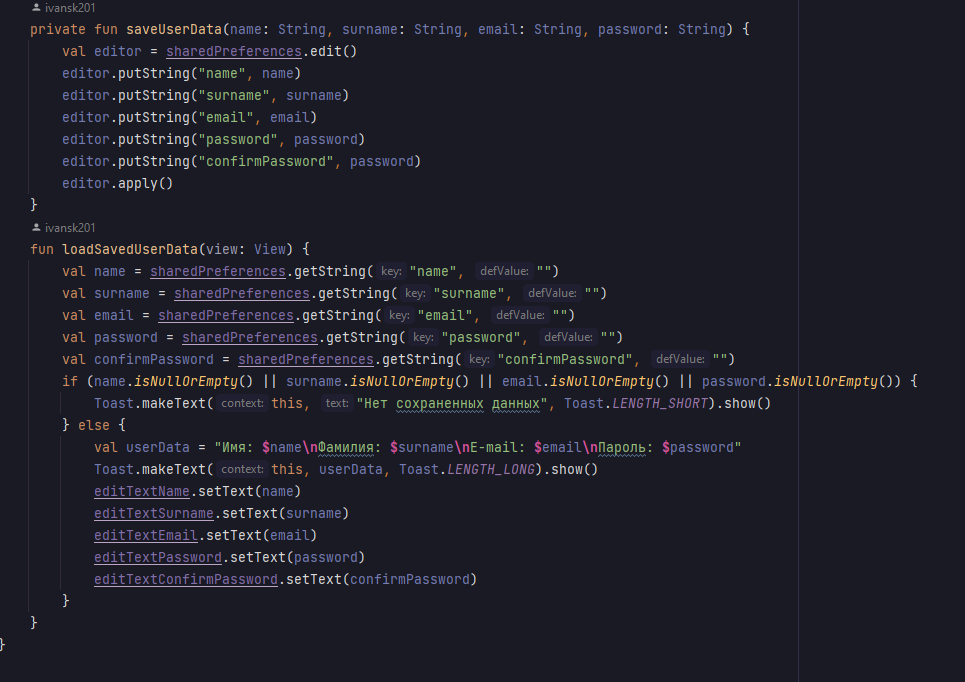 ivansk201
private fun saveUserData(name: String, surname: String, email: String, password: String) {
val editor = sharedPreferences.edit()
editor.putString("name", name)
editor.putString("surname", surname)
editor.putString("email", email)
editor.putString("password", password)
editor.putString("confirmPassword", password)
editor.apply()
}
ivansk201
fun loadSavedUserData(view: View) {
val name = sharedPreferences.getString( key: "name", defValue: "")
val surname = sharedPreferences.getString( key: "surname", defValue: "")
val email = sharedPreferences.getString( key: "email", defValue: "")
val password = sharedPreferences.getString( key: "password", defValue: "")
val confirmPassword = sharedPreferences.getString( key: "confirmPassword", defValue: "")
if (name.isNullOrEmpty() || surname.isNullOrEmpty() || email.isNullOrEmpty() || password.isNullOrEmpty()) {
Toast.makeText( context: this, text: "Нет сохраненных данных", Toast.LENGTH_SHORT).show()
} else {
val userData = "Имя: $name\nФамилия: $surname\nE-mail: $email\nПароль: $password"
Toast.makeText( context: this, userData, Toast.LENGTH_LONG).show()
editTextName.setText(name)
editTextSurname.setText(surname)
editTextEmail.setText(email)
editTextPassword.setText(password)
editTextConfirmPassword.setText(confirmPassword)
}
}
}